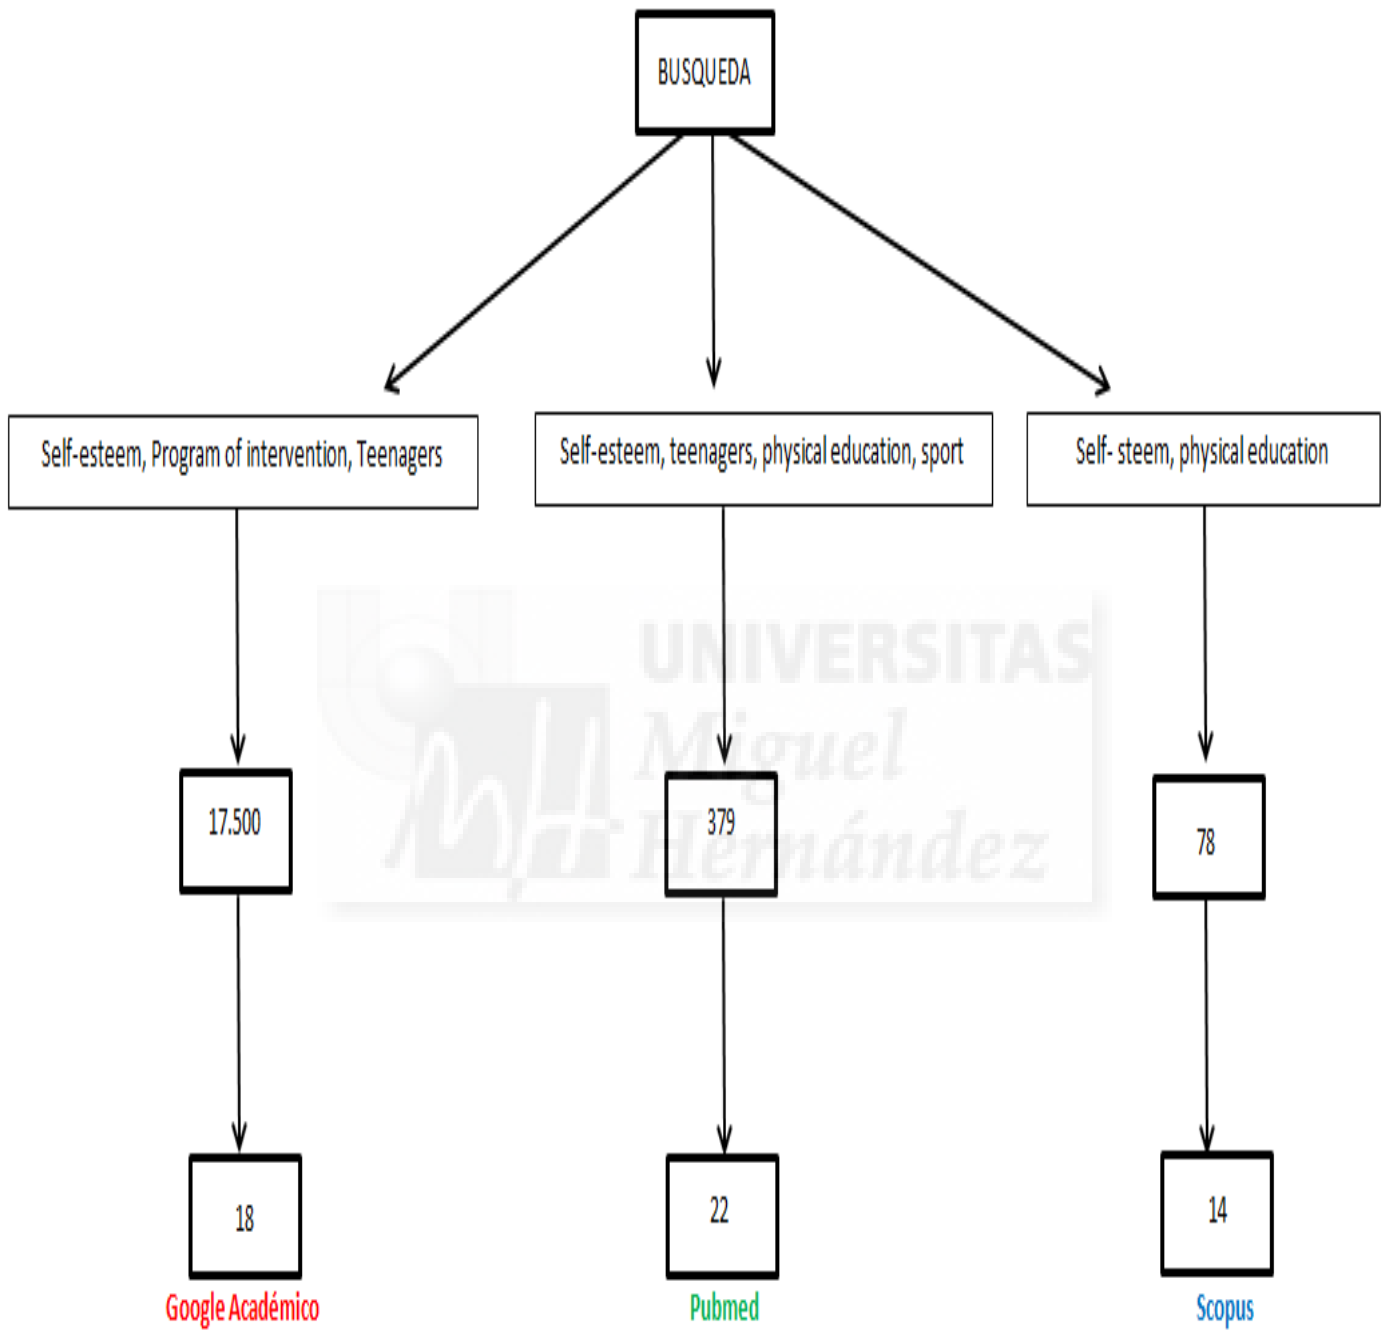 BUSQUEDA
Self-esteem, Program of intervention, Teenagers
Self-esteem, teenagers, physical education, sport
Self- steem, physical education
UNIVERSITAS
Miguel
Hernández
17.500
379
78
18
22
14
Google Académico
Pubmed
Scopus